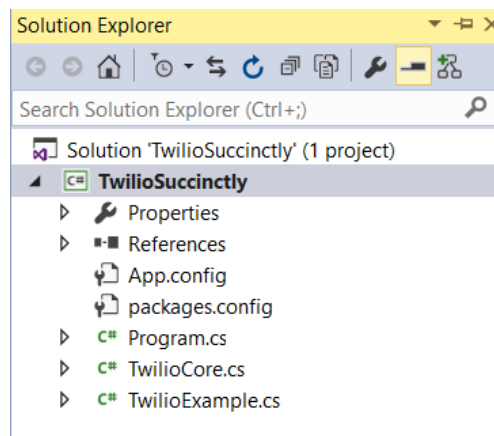 Solution Explorer
Search Solution Explorer (Ctrl+;)
Solution 'TwilioSuccinctly' (1 project)
C# TwilioSuccinctly
Properties
References
App.config
packages.config
C# Program.cs
C# TwilioCore.cs
C# TwilioExample.cs